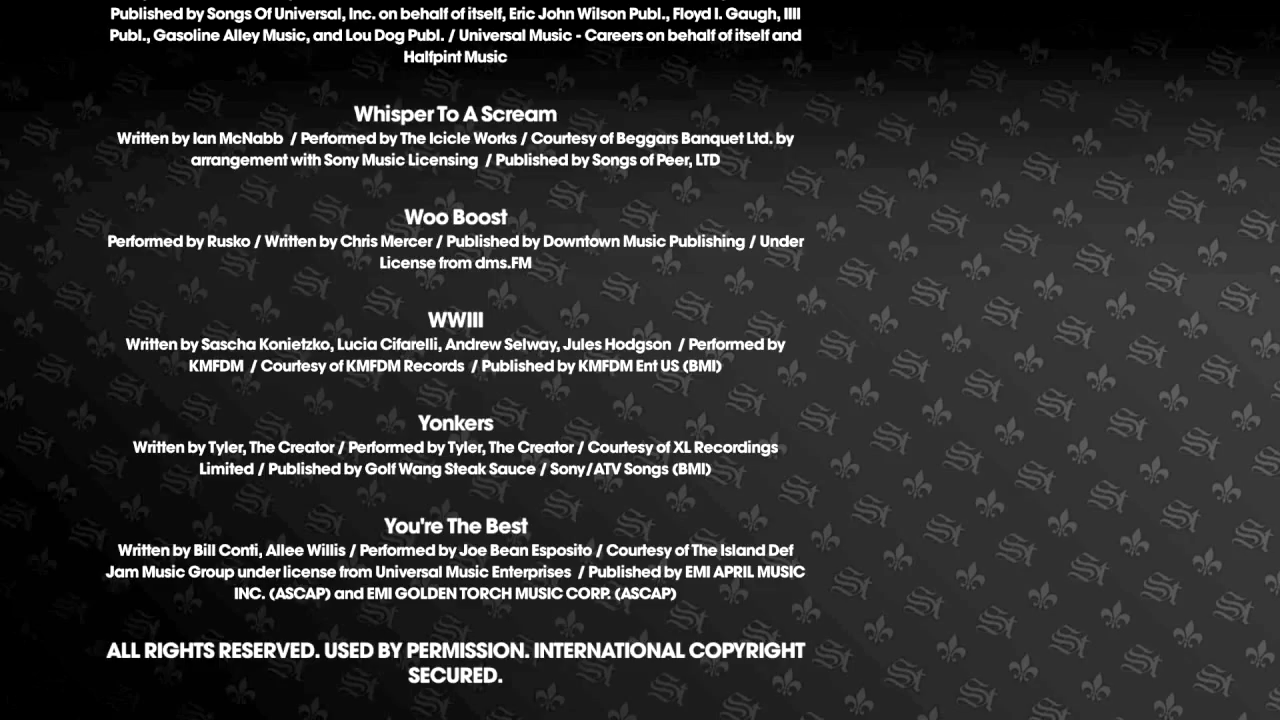 Published by Songs Of Universal, Inc. on behalf of itself, Eric John Wilson Publ., Floyd I. Gaugh, IIII
Publ., Gasoline Alley Music, and Lou Dog Publ. / Universal Music - Careers on behalf of itself and
Halfpint Music
Whisper To A Scream
Written by Ian McNabb / Performed by The Icicle Works / Courtesy of Beggars Banquet Ltd. by
arrangement with Sony Music Licensing / Published by Songs of Peer, LTD
Woo Boost
Performed by Rusko / Written by Chris Mercer / Published by Downtown Music Publishing / Under
License from dms.FM
WWIII
Written by Sascha Konietzko, Lucia Cifarelli, Andrew Selway, Jules Hodgson / Performed by
KMFDM / Courtesy of KMFDM Records / Published by KMFDM Ent US (BMI)
Yonkers
Written by Tyler, The Creator / Performed by Tyler, The Creator / Courtesy of XL Recordings
Limited / Published by Golf Wang Steak Sauce / Sony/ATV Songs (BMI)
You're The Best
Written by Bill Conti, Allee Willis / Performed by Joe Bean Esposito / Courtesy of The Island Def
Jam Music Group under license from Universal Music Enterprises / Published by EMI APRIL MUSIC
INC. (ASCAP) and EMI GOLDEN TORCH MUSIC CORP. (ASCAP)
ALL RIGHTS RESERVED. USED BY PERMISSION. INTERNATIONAL COPYRIGHT
SECURED.